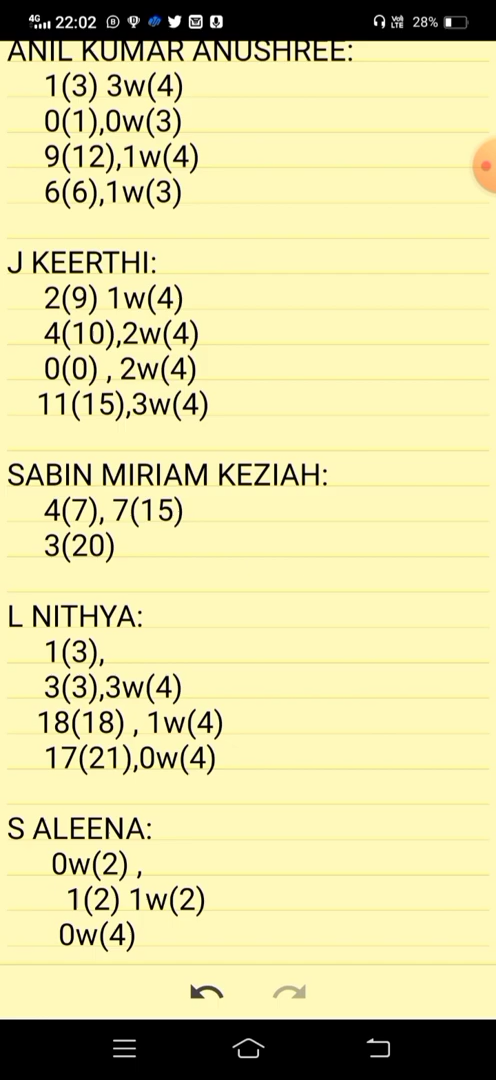 4G 22:02 28%
ANIL KUMAR ANUSHREE:
1(3) 3w(4)
0(1),0w(3)
9(12),1w(4)
6(6),1w(3)
J KEERTHI:
2(9) 1w(4)
4(10),2w(4)
0(0) , 2w(4)
11(15),3w(4)
SABIN MIRIAM KEZIAH:
4(7), 7(15)
3(20)
L NITHYA:
1(3),
3(3),3w(4)
18(18) , 1w(4)
17(21),0w(4)
S ALEENA:
0w(2) ,
1(2) 1w(2)
0w(4)